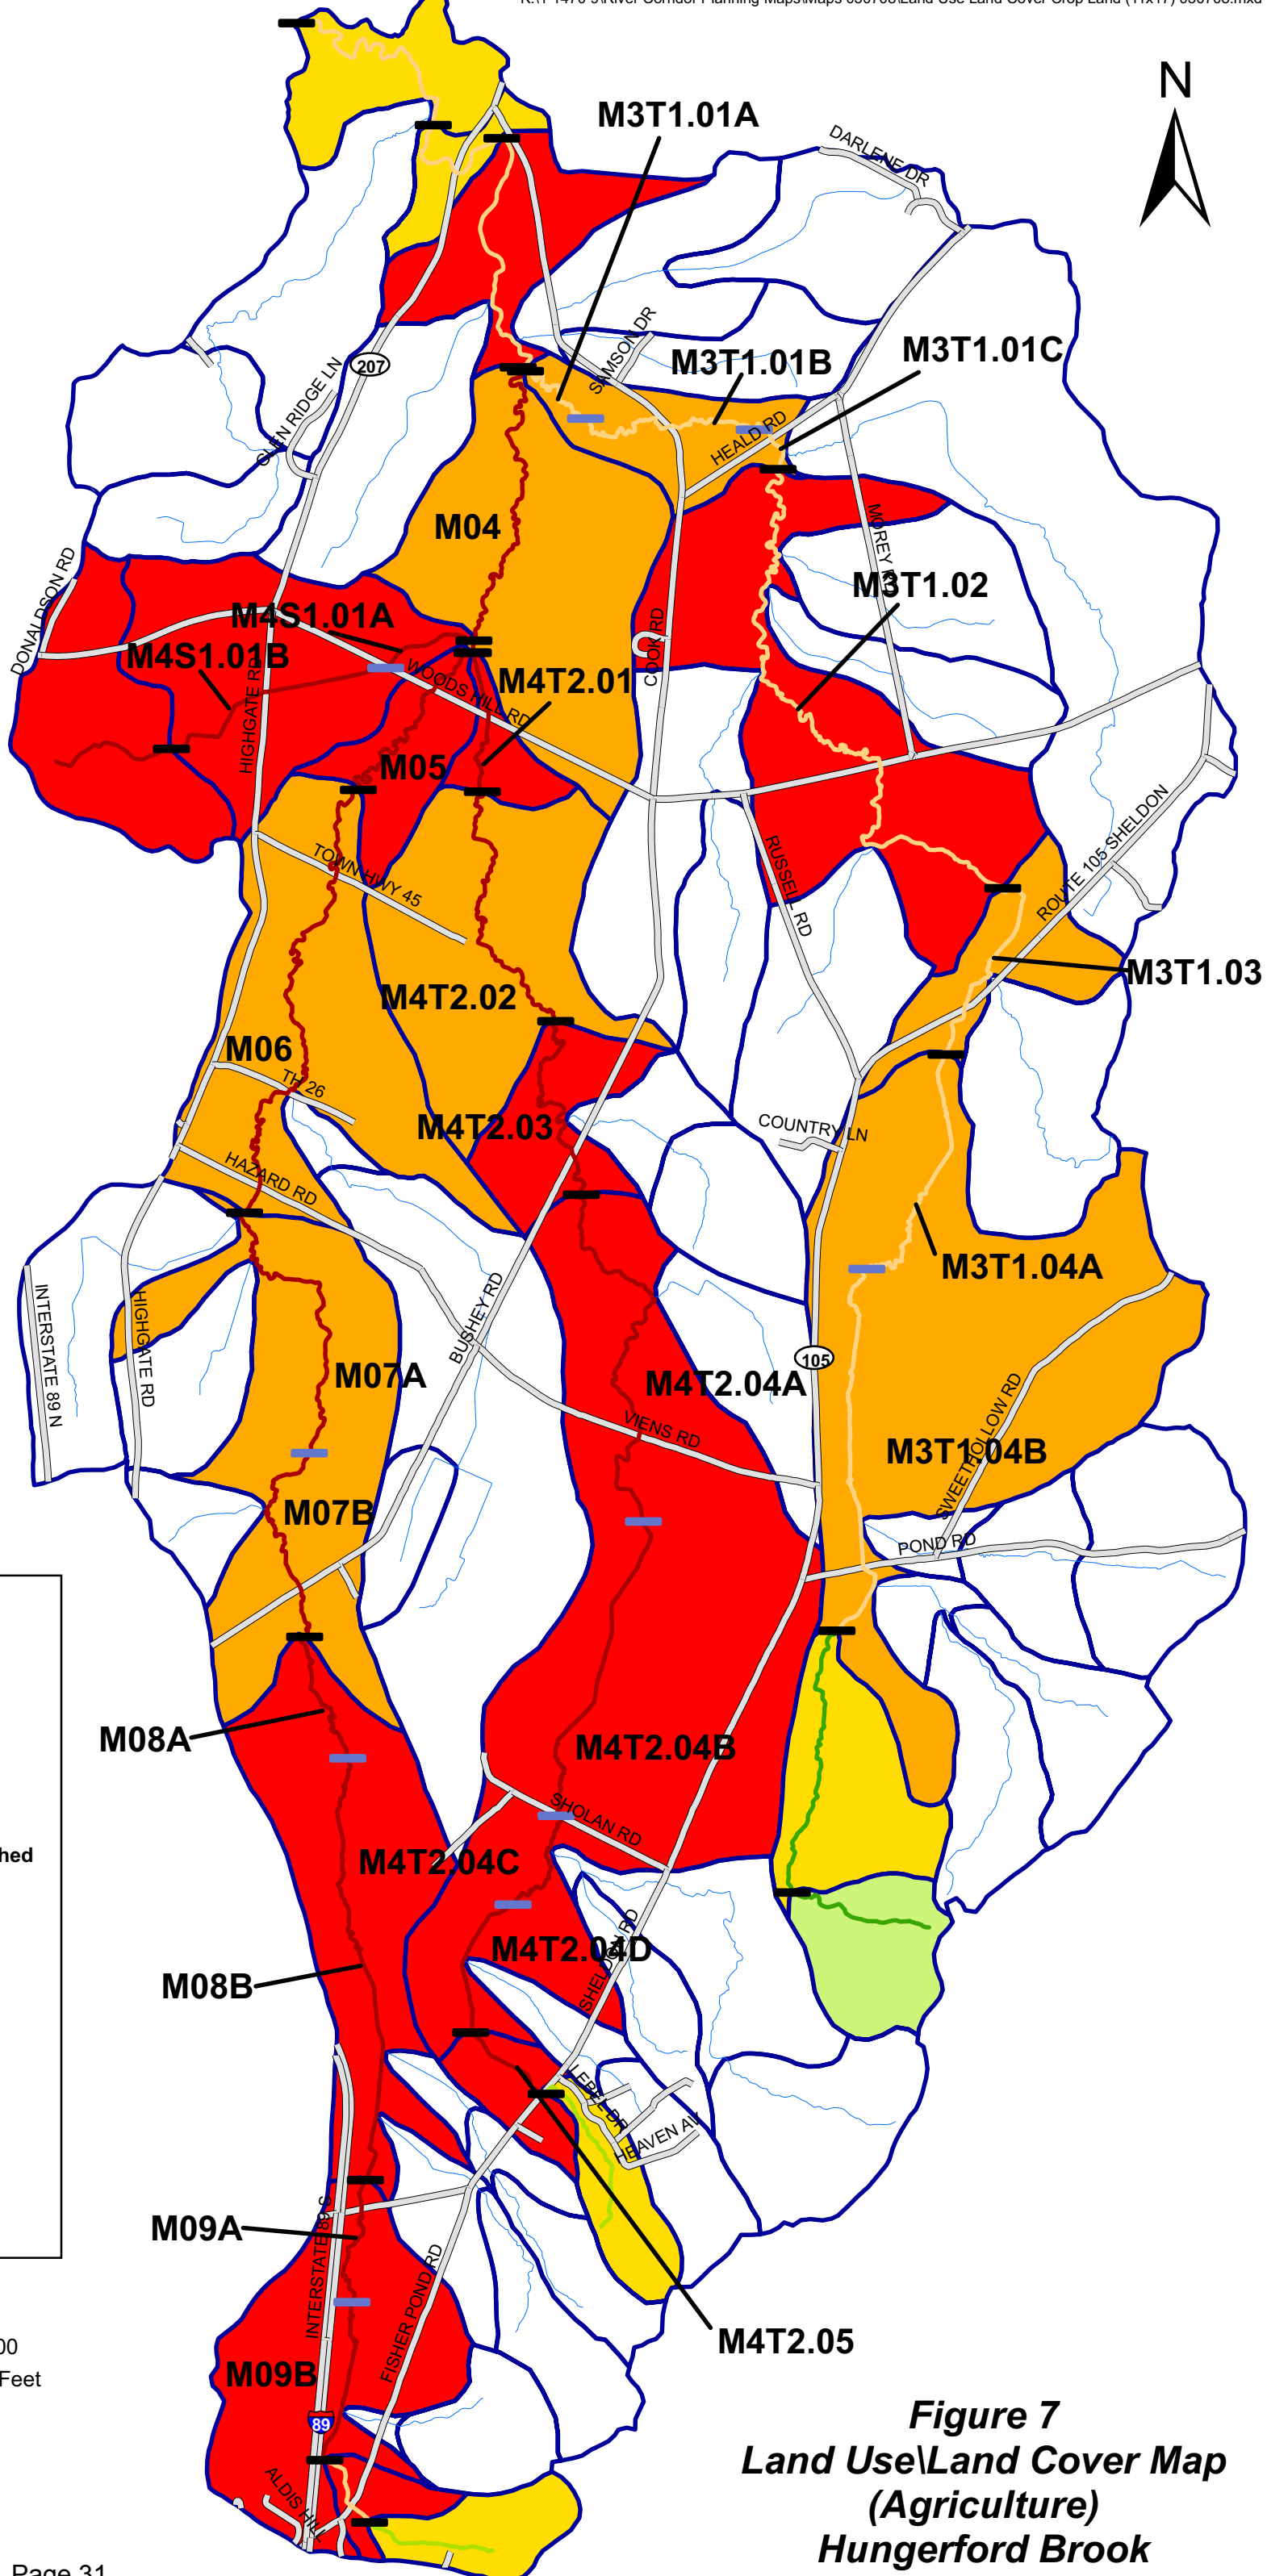 N
M3T1.01A
DARLENE DR
SAMSON DR
M3T1.01B
M3T1.01C
207
GLEN RIDGE LN
HEALD RD
M04
MOREY RD
M3T1.02
DONALDSON RD
M4S1.01A
M4S1.01B
COOK RD
WOODS HILL RD
M4T2.01
HIGHGATE RD
M05
TOWN HWY 45
RUSSELL RD
ROUTE 105 SHELDON
M3T1.03
M4T2.02
M06
TH 26
M4T2.03
COUNTRY LN
HAZARD RD
M3T1.04A
INTERSTATE 89 N
HIGHGATE RD
BUSHEY RD
105
M07A
M4T2.04A
VIENS RD
SWEETHOLLOW RD
M3T1.04B
M07B
POND RD
M08A
M4T2.04B
SHOLAN RD
hed
M4T2.04C
M4T2.04D
SHELDON RD
M08B
LEBEL DR
HEAVEN AV
M09A
INTERSTATE 89 S
FISHER POND RD
M4T2.05
00
Feet
M09B
89
ALDIS HILL
Figure 7
Land Use\Land Cover Map
(Agriculture)
Hungerford Brook
Page 31